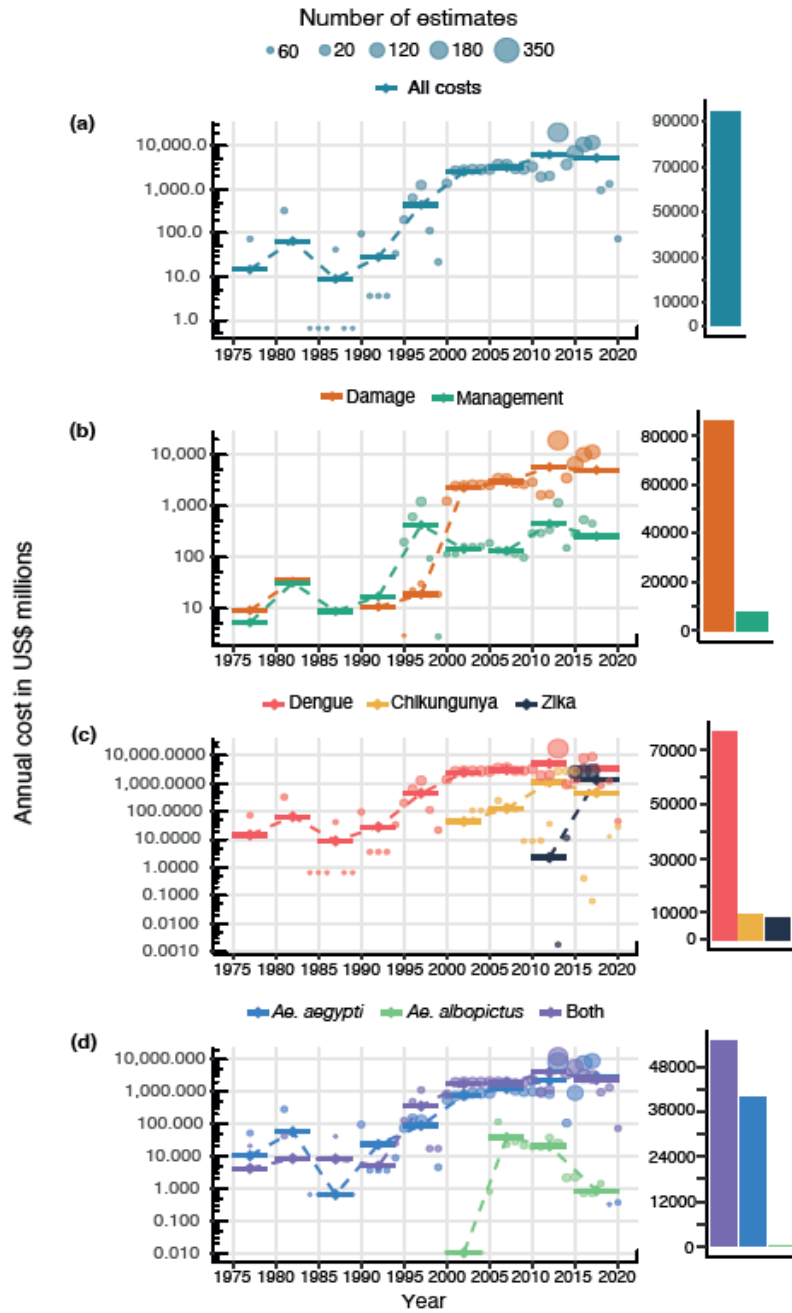 Number of estimates
60 20 120 180 350
All costs
(a)
10,000.0
1,000.0
100.0
10.0
1.0
1975 1980 1985 1990 1995 2000 2005 2010 2015 2020
90000
75000
60000
45000
30000
90000
10000
0
Damage Management
(b)
10,000
1,000
100
10
1975 1980 1985 1990 1995 2000 2005 2010 2015 2020
80000
60000
40000
20000
0
Annual cost in US$ millions
Dengue Chikungunya Zika
(c)
10,000.0000
1,000.0000
100.0000
10.0000
1.0000
0.1000
0.0100
0.0010
1975 1980 1985 1990 1995 2000 2005 2010 2015 2020
70000
50000
30000
10000
0
Ae. aegypti Ae. albopictus Both
(d)
10,000.000
1,000.000
100.000
10.000
1.000
0.100
0.010
1975 1980 1985 1990 1995 2000 2005 2010 2015 2020
48000
36000
24000
12000
0
Year